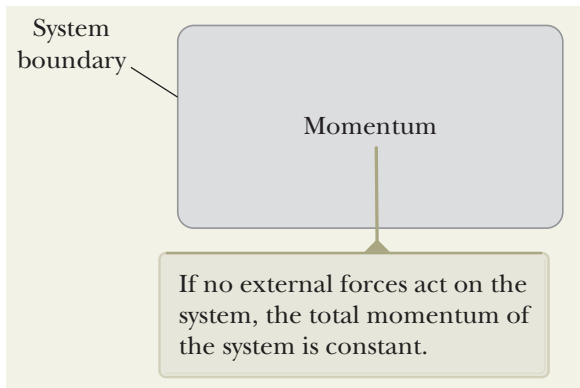 System
boundary
Momentum
If no external forces act on the
system, the total momentum of
the system is constant.